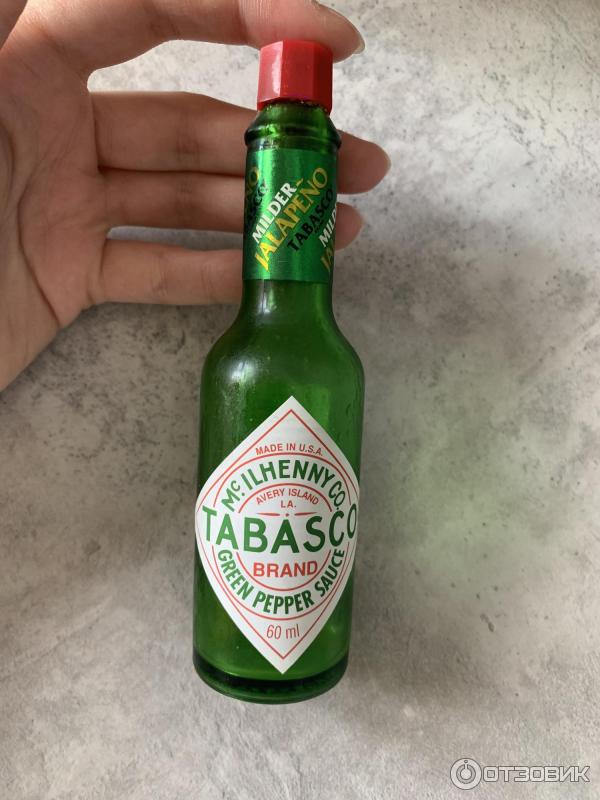 MILDER~
JALAPEÑO
TABASCO
MADE IN U.S.A.
McILHENNY CO.
AVERY ISLAND
LA.
TABASCO
BRAND
GREEN PEPPER SAUCE
60 ml
ОТЗОВИК